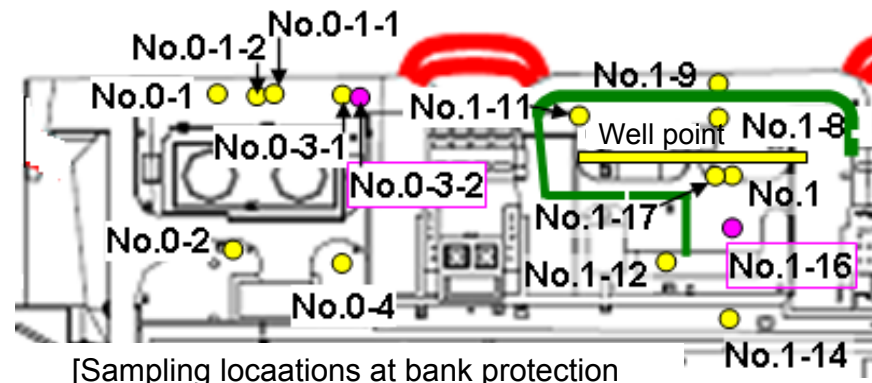 No.0-1-1
No.0-1-2
No.0-1
No.1-9
No.1-11
No.1-8
Well point
No.0-3-1
No.0-3-2
No.1
No.1-17
No.0-2
No.1-12
No.1-16
No.0-4
No.1-14
[Sampling locaations at bank protection